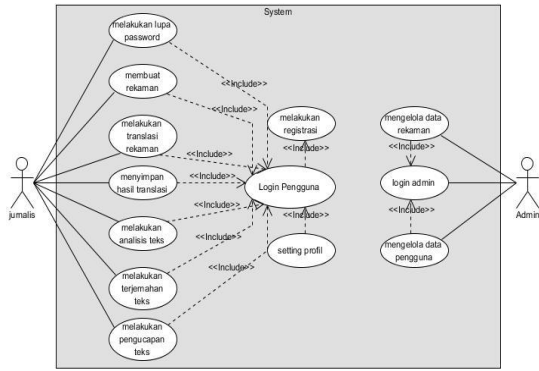 System
melakukan lupa
password
<<Include>>
membuat
rekaman
<<Include>>
melakukan
translasi
rekaman
<<Include>>
menyimpan
hasil translasi
<<Include>>
melakukan
analisis teks
<<Include>>
melakukan
terjemahan
teks
<<Include>>
melakukan
pengucapan
teks
<<Include>>
melakukan
registrasi
<<Include>>
Login Pengguna
<<Include>>
setting profil
mengelola data
rekaman
<<Include>>
login admin
<<Include>>
mengelola data
pengguna
jurnalis
Admin